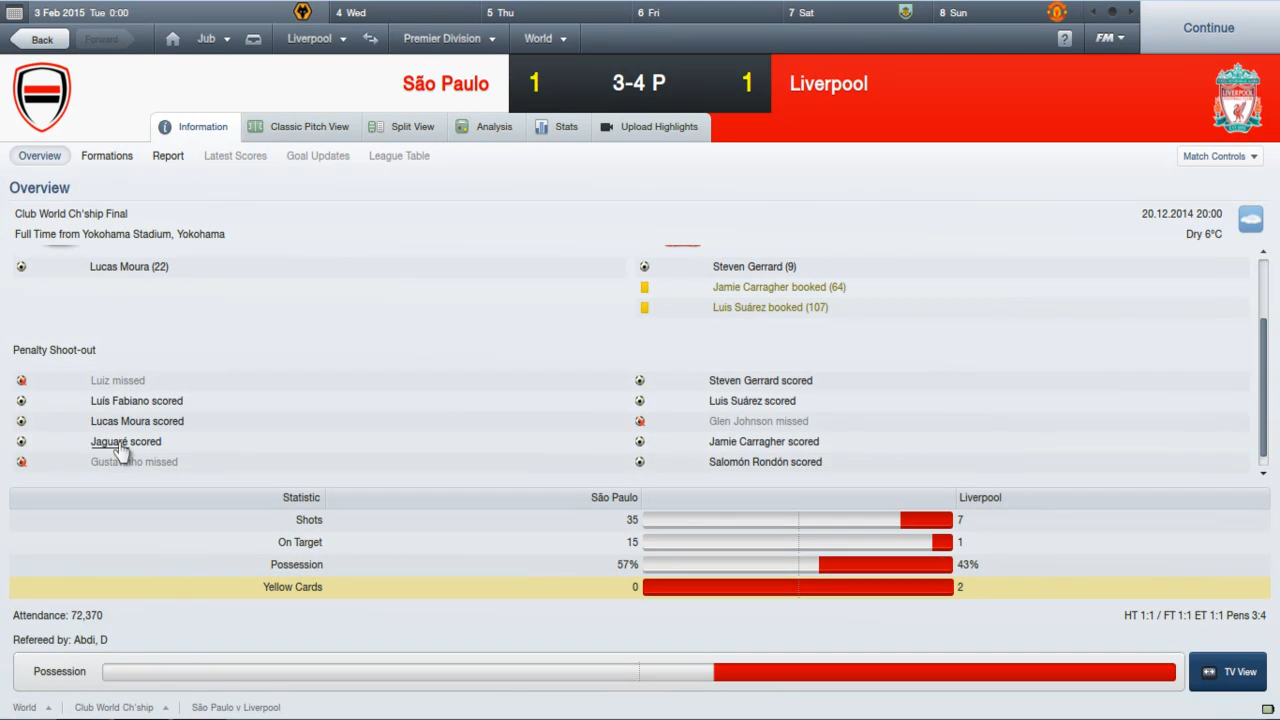 3 Feb 2015 Tue 0:00 4 Wed 5 Thu 6 Fri 7 Sat 8 Sun
Continue
Back Forward Job Liverpool Premier Division World ? FM
São Paulo 1 3-4 P 1 Liverpool
Information Classic Pitch View Split View Analysis Stats Upload Highlights
Overview Formations Report Latest Scores Goal Updates League Table Match Controls
Overview
Club World Ch'ship Final 20.12.2014 20:00
Full Time from Yokohama Stadium, Yokohama Dry 6°C
Lucas Moura (22) Steven Gerrard (9)
Jamie Carragher booked (64)
Luis Suárez booked (107)
Penalty Shoot-out
Luiz missed Steven Gerrard scored
Luís Fabiano scored Luis Suárez scored
Lucas Moura scored Glen Johnson missed
Jaguaré scored Jamie Carragher scored
missed Salomón Rondón scored
Statistic São Paulo Liverpool
Shots 35 7
On Target 15 1
Possession 57% 43%
Yellow Cards 0 2
Attendance: 72,370 HT 1:1 / FT 1:1 ET 1:1 Pens 3:4
Refereed by: Abdi, D
Possession TV View
World Club World Ch'ship São Paulo v Liverpool